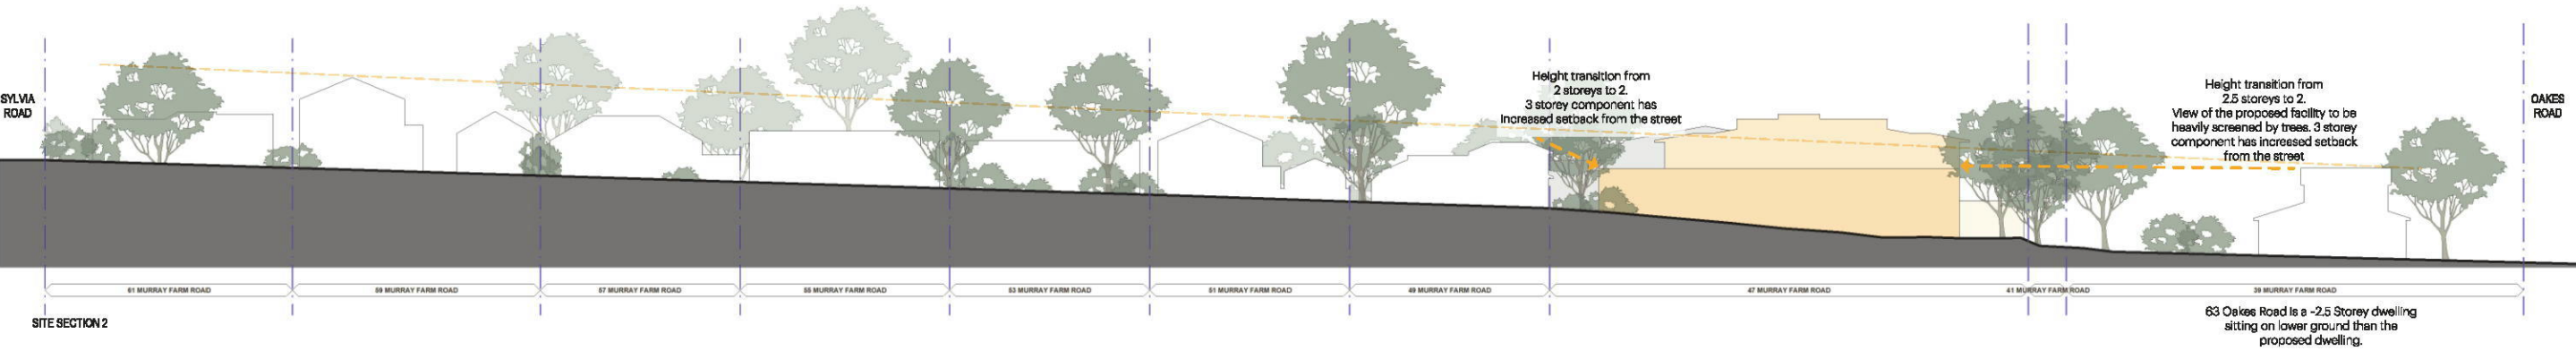 SYLVIA
ROAD
Height transition from
2 storeys to 2.
3 storey component has
increased setback from the street
Height transition from
2.5 storeys to 2.
View of the proposed facility to be
heavily screened by trees. 3 storey
component has increased setback
from the street
OAKES
ROAD
61 MURRAY FARM ROAD
59 MURRAY FARM ROAD
57 MURRAY FARM ROAD
55 MURRAY FARM ROAD
53 MURRAY FARM ROAD
51 MURRAY FARM ROAD
49 MURRAY FARM ROAD
47 MURRAY FARM ROAD
41 MURRAY FARM ROAD
39 MURRAY FARM ROAD
SITE SECTION 2
63 Oakes Road is a ~2.5 Storey dwelling
sitting on lower ground than the
proposed dwelling.